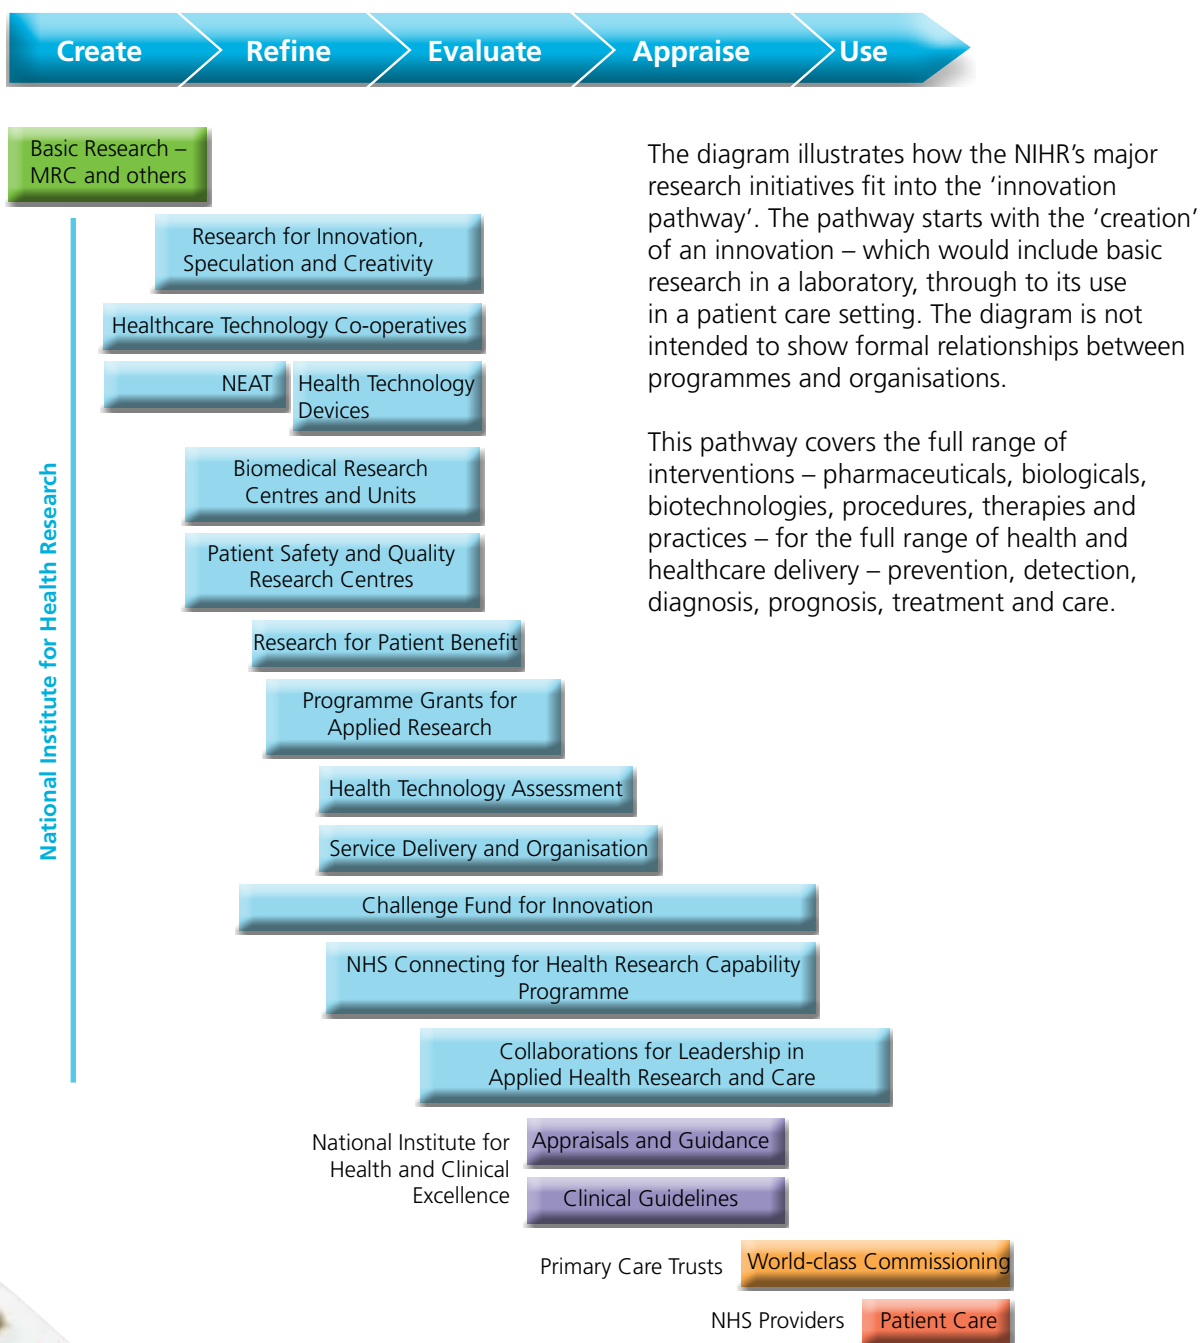 Create
Refine
Evaluate
Appraise
Use
Basic Research –
MRC and others
The diagram illustrates how the NIHR’s major
research initiatives fit into the ‘innovation
pathway’. The pathway starts with the ‘creation’
of an innovation – which would include basic
research in a laboratory, through to its use
in a patient care setting. The diagram is not
intended to show formal relationships between
programmes and organisations.
This pathway covers the full range of
interventions – pharmaceuticals, biologicals,
biotechnologies, procedures, therapies and
practices – for the full range of health and
healthcare delivery – prevention, detection,
diagnosis, prognosis, treatment and care.
National Institute for Health Research
Research for Innovation,
Speculation and Creativity
Healthcare Technology Co-operatives
NEAT
Health Technology
Devices
Biomedical Research
Centres and Units
Patient Safety and Quality
Research Centres
Research for Patient Benefit
Programme Grants for
Applied Research
Health Technology Assessment
Service Delivery and Organisation
Challenge Fund for Innovation
NHS Connecting for Health Research Capability
Programme
Collaborations for Leadership in
Applied Health Research and Care
National Institute for
Health and Clinical
Excellence
Appraisals and Guidance
Clinical Guidelines
Primary Care Trusts
World-class Commissioning
NHS Providers
Patient Care